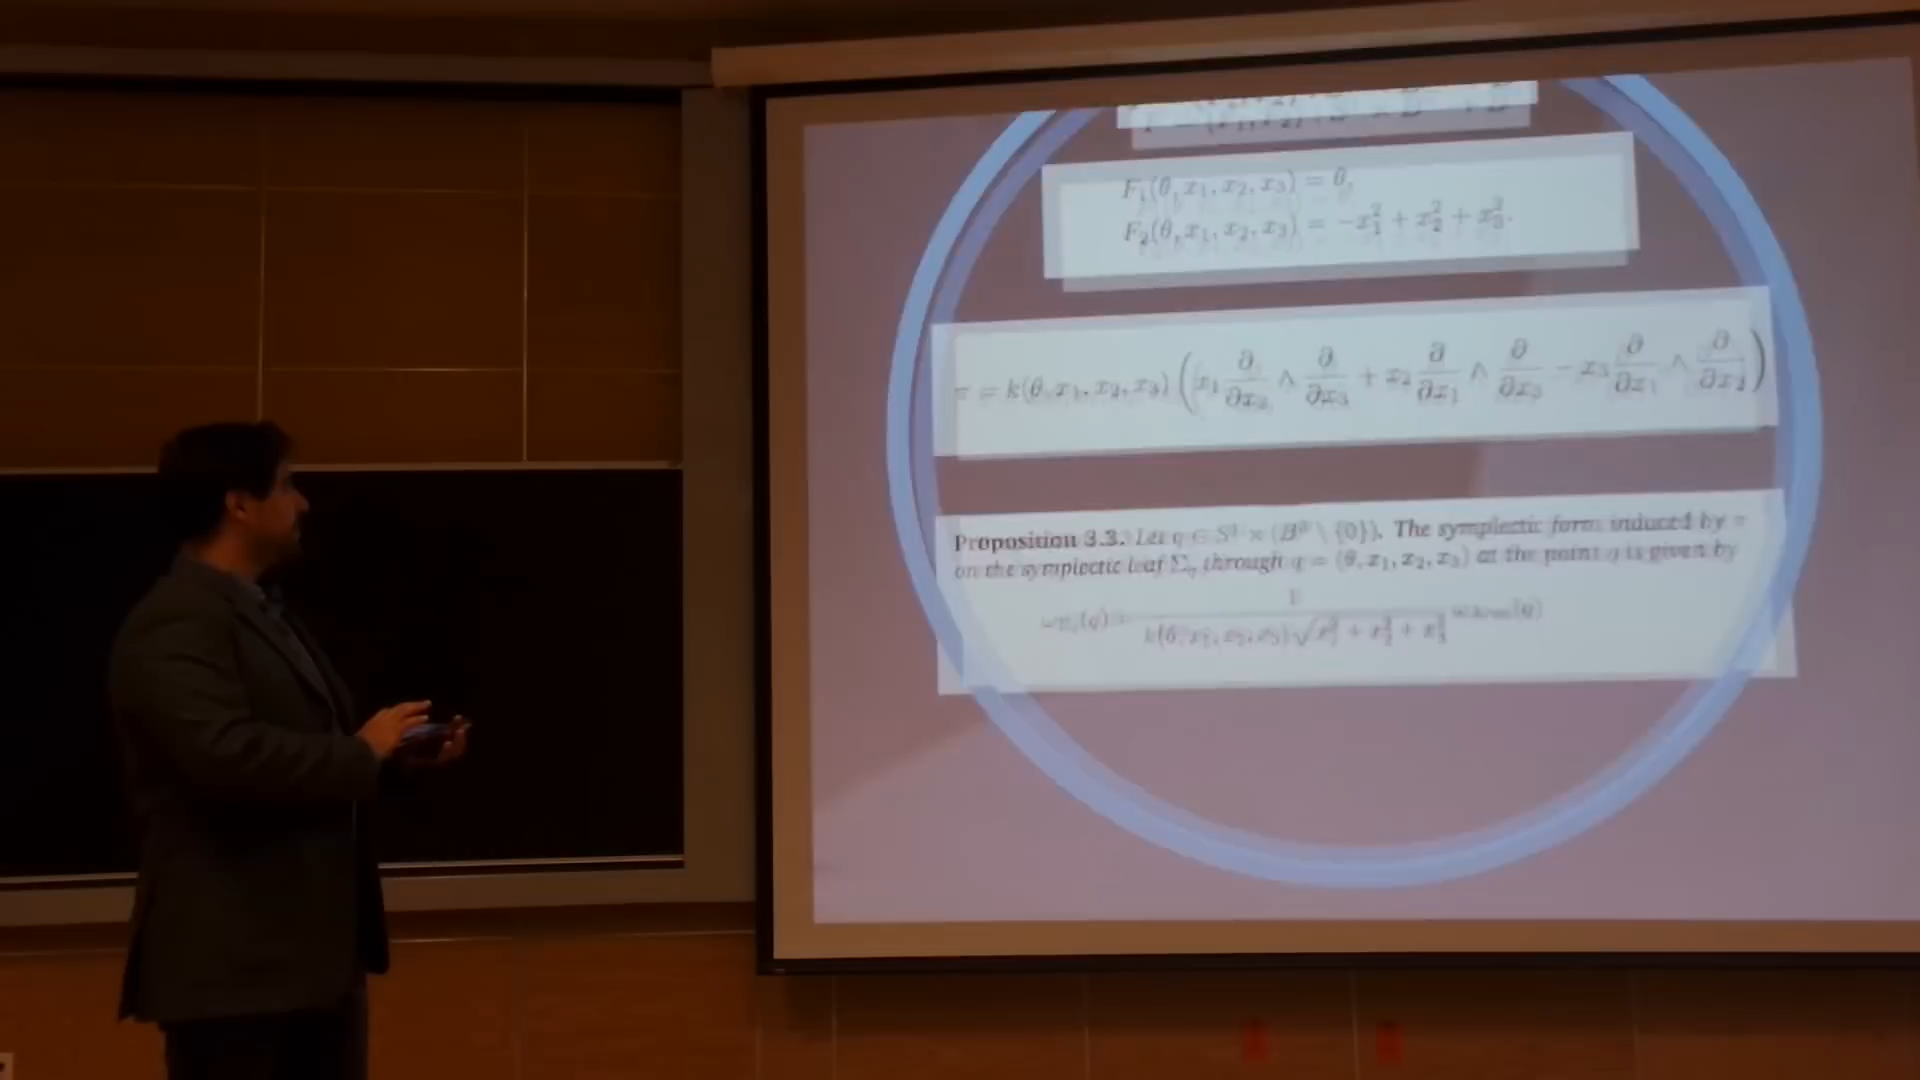 F₁(θ, x₁, x₂, x₃) = θ,
F₂(θ, x₁, x₂, x₃) = −x₁² + x₂² + x₃².
π = k(θ, x₁, x₂, x₃) ( x₁ ∂/∂x₂ ∧ ∂/∂x₃ + x₂ ∂/∂x₁ ∧ ∂/∂x₃ − x₃ ∂/∂x₁ ∧ ∂/∂x₂ )
Proposition 3.3. Let q ∈ S¹ × (B³ \ {0}). The symplectic form induced by π
on the symplectic leaf Σ_q through q = (θ, x₁, x₂, x₃) at the point q is given by
(q) = 1 / ( k(θ, x₁, x₂, x₃) √( x₁² + x₂² + x₃² ) ) (q)